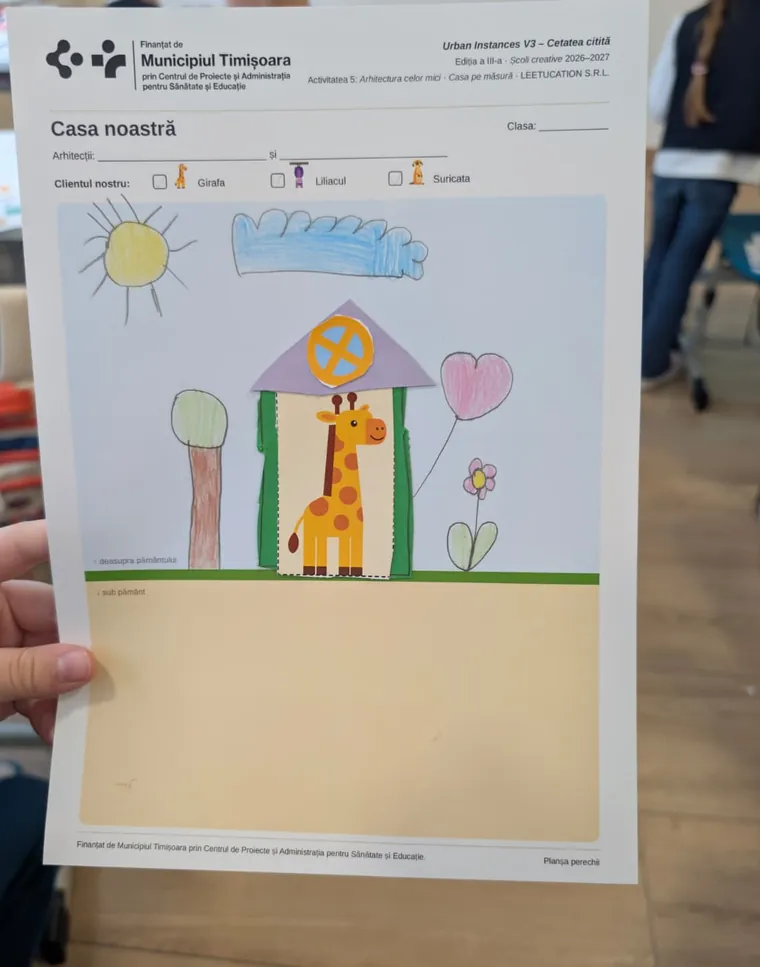 Finanțat de
Municipiul Timișoara
prin Centrul de Proiecte și Administrația
pentru Sănătate și Educație
Urban Instances V3 – Cetatea citită
Ediția a III-a · Școli creative 2026–2027
Activitatea 5: Arhitectura celor mici · Casa pe măsură · LEETUCATION S.R.L.
Casa noastră
Clasa:
Arhitecții: și
Clientul nostru: Girafa Liliacul Suricata
↑ deasupra pământului
↓ sub pământ
Finanțat de Municipiul Timișoara prin Centrul de Proiecte și Administrația pentru Sănătate și Educație.
Planșa perechii